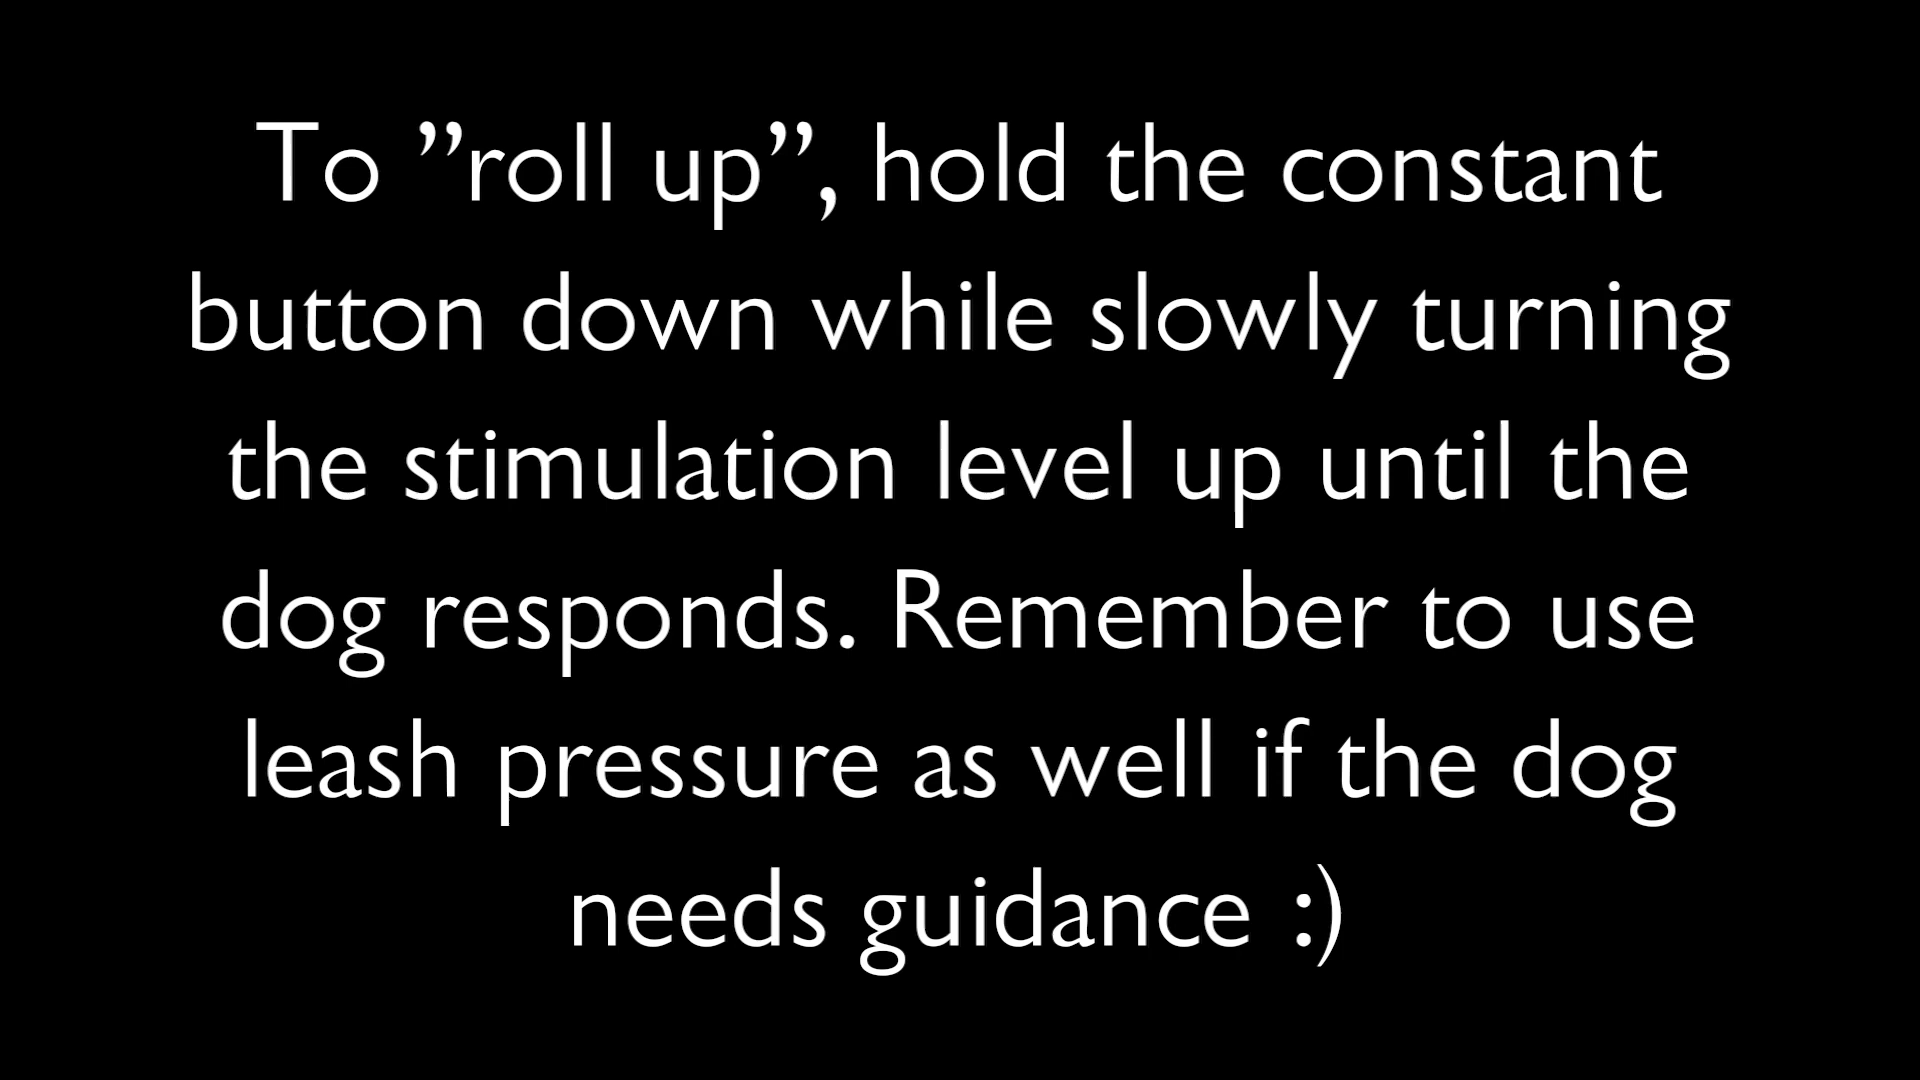 To ”roll up”, hold the constant
button down while slowly turning
the stimulation level up until the
dog responds. Remember to use
leash pressure as well if the dog
needs guidance :)